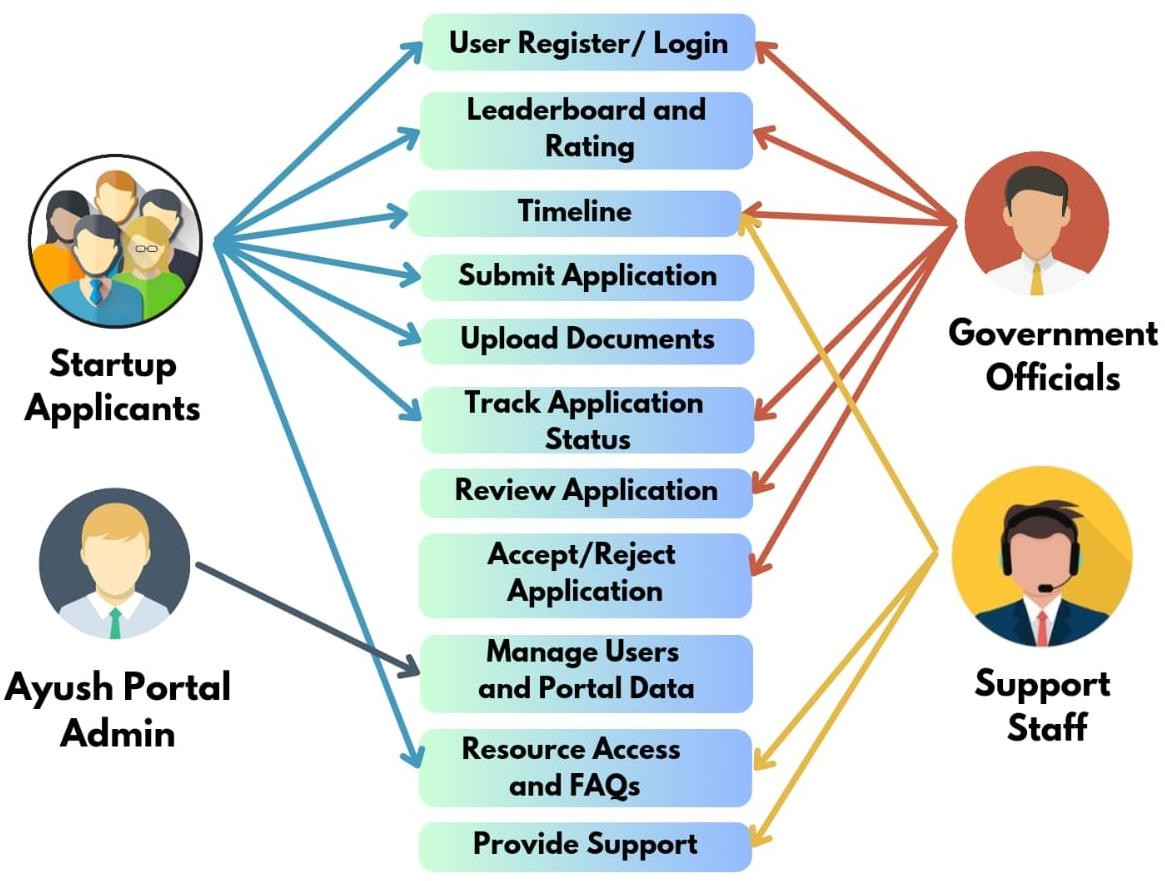 User Register/ Login
Leaderboard and
Rating
Timeline
Submit Application
Upload Documents
Track Application
Status
Review Application
Accept/Reject
Application
Manage Users
and Portal Data
Resource Access
and FAQs
Provide Support
Startup
Applicants
Ayush Portal
Admin
Government
Officials
Support
Staff